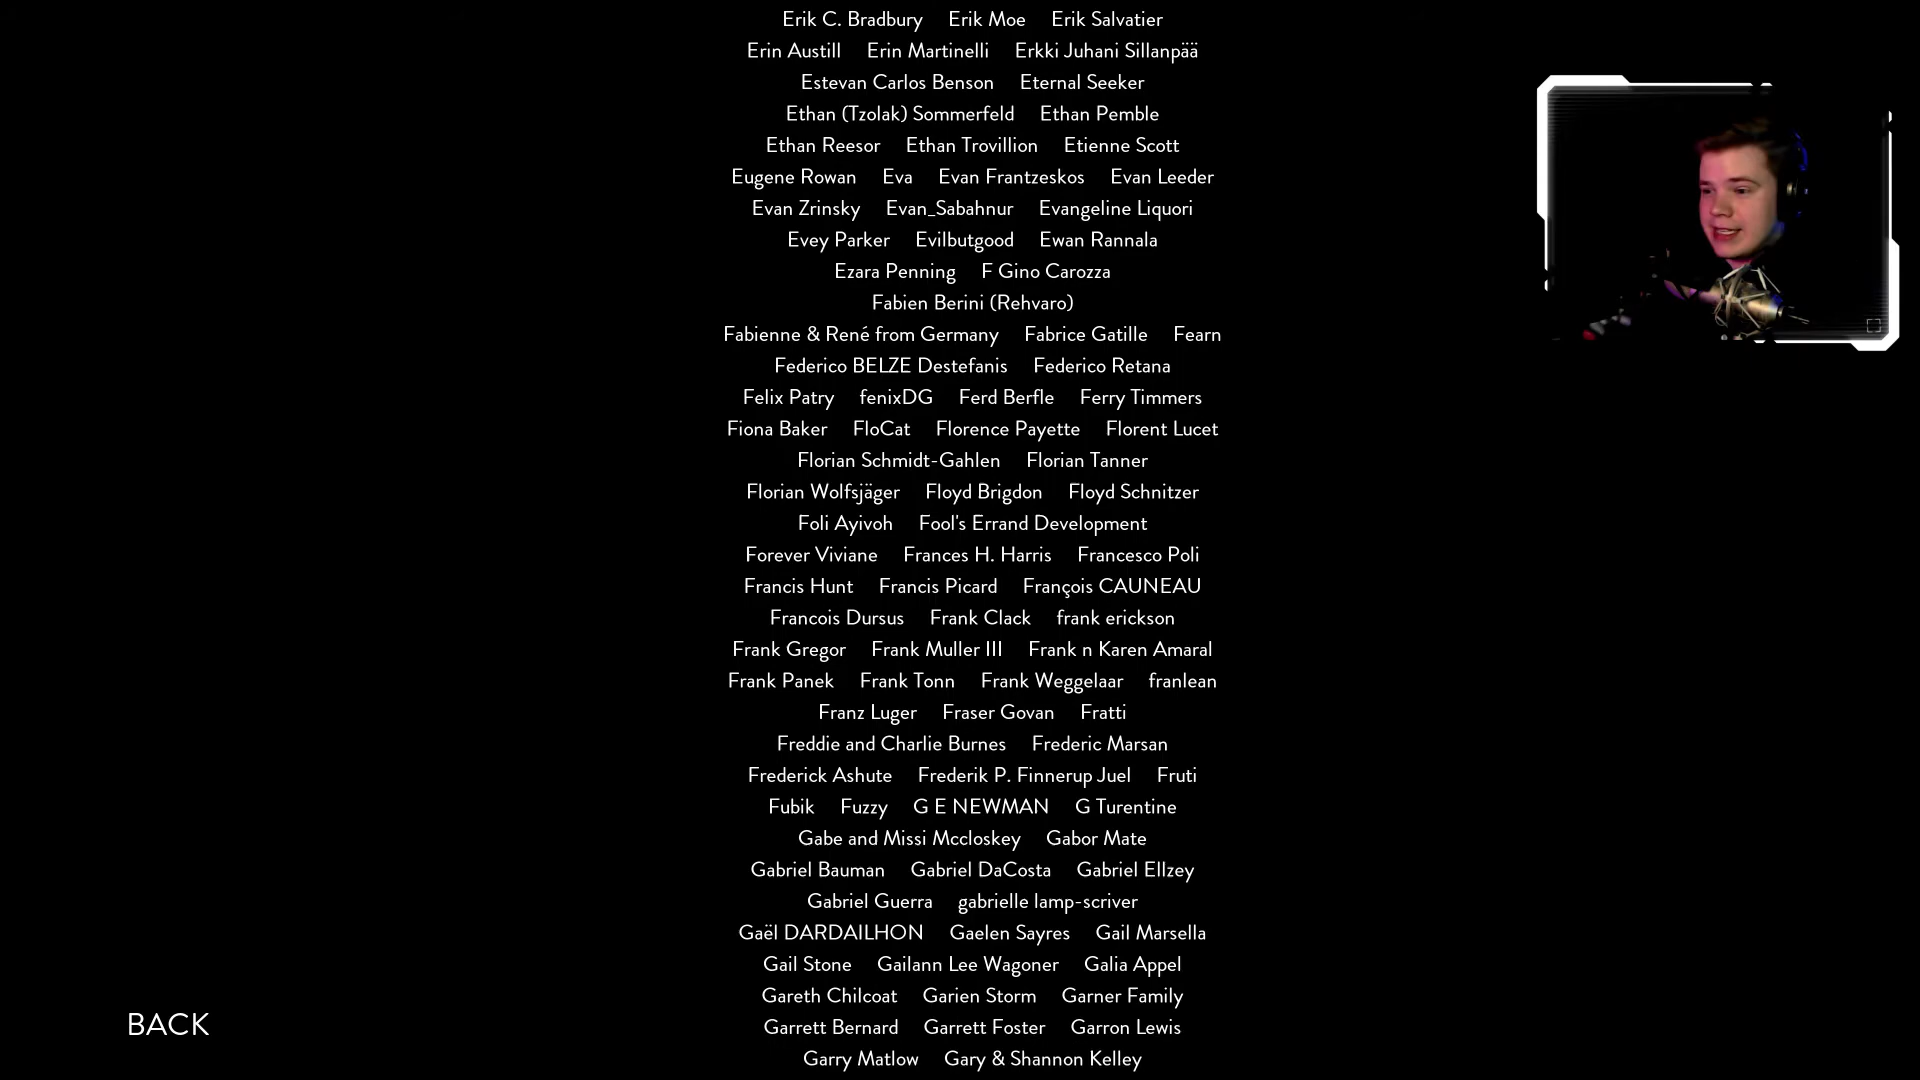 Erik C. Bradbury Erik Moe Erik Salvatier
Erin Austill Erin Martinelli Erkki Juhani Sillanpää
Estevan Carlos Benson Eternal Seeker
Ethan (Tzolak) Sommerfeld Ethan Pemble
Ethan Reesor Ethan Trovillion Etienne Scott
Eugene Rowan Eva Evan Frantzeskos Evan Leeder
Evan Zrinsky Evan_Sabahnur Evangeline Liquori
Evey Parker Evilbutgood Ewan Rannala
Ezara Penning F Gino Carozza
Fabien Berini (Rehvaro)
Fabienne & René from Germany Fabrice Gatille Fearn
Federico BELZE Destefanis Federico Retana
Felix Patry fenixDG Ferd Berfle Ferry Timmers
Fiona Baker FloCat Florence Payette Florent Lucet
Florian Schmidt-Gahlen Florian Tanner
Florian Wolfsjäger Floyd Brigdon Floyd Schnitzer
Foli Ayivoh Fool's Errand Development
Forever Viviane Frances H. Harris Francesco Poli
Francis Hunt Francis Picard François CAUNEAU
Francois Dursus Frank Clack frank erickson
Frank Gregor Frank Muller III Frank n Karen Amaral
Frank Panek Frank Tonn Frank Weggelaar franlean
Franz Luger Fraser Govan Fratti
Freddie and Charlie Burnes Frederic Marsan
Frederick Ashute Frederik P. Finnerup Juel Fruti
Fubik Fuzzy G E NEWMAN G Turentine
Gabe and Missi Mccloskey Gabor Mate
Gabriel Bauman Gabriel DaCosta Gabriel Ellzey
Gabriel Guerra gabrielle lamp-scriver
Gaël DARDAILHON Gaelen Sayres Gail Marsella
Gail Stone Gailann Lee Wagoner Galia Appel
Gareth Chilcoat Garien Storm Garner Family
Garrett Bernard Garrett Foster Garron Lewis
Garry Matlow Gary & Shannon Kelley
BACK